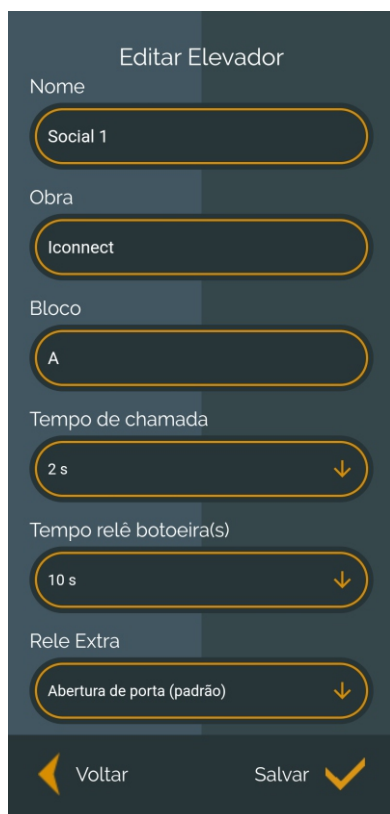 Editar Elevador
Nome
Social 1
Obra
Iconnect
Bloco
A
Tempo de chamada
2 s
Tempo relê botoeira(s)
10 s
Rele Extra
Abertura de porta (padrão)
Voltar
Salvar